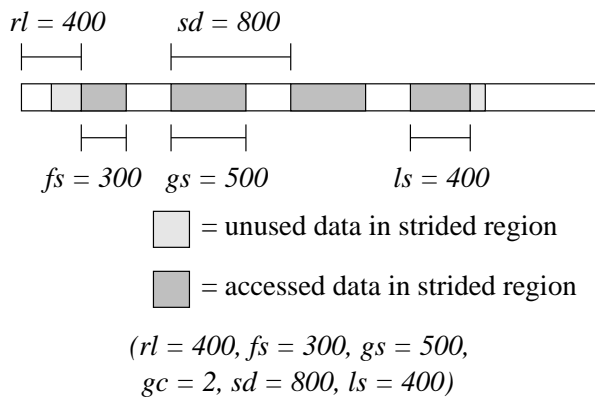 rl = 400 sd = 800
fs = 300 gs = 500 ls = 400
= unused data in strided region
= accessed data in strided region
(rl = 400, fs = 300, gs = 500,
gc = 2, sd = 800, ls = 400)